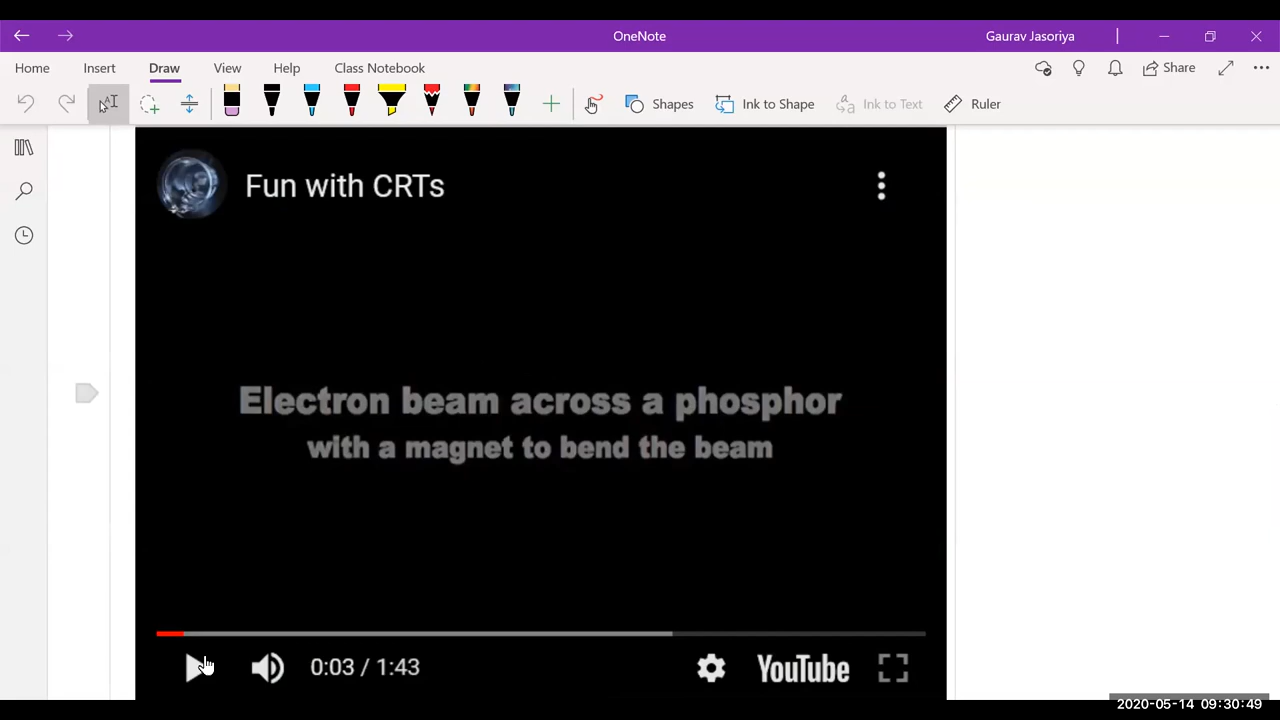 OneNote
Gaurav Jasoriya
Home Insert Draw View Help Class Notebook
Share
Shapes Ink to Shape Ink to Text Ruler
Fun with CRTs
Electron beam across a phosphor
with a magnet to bend the beam
0:03 / 1:43
YouTube
2020-05-14 09:30:49